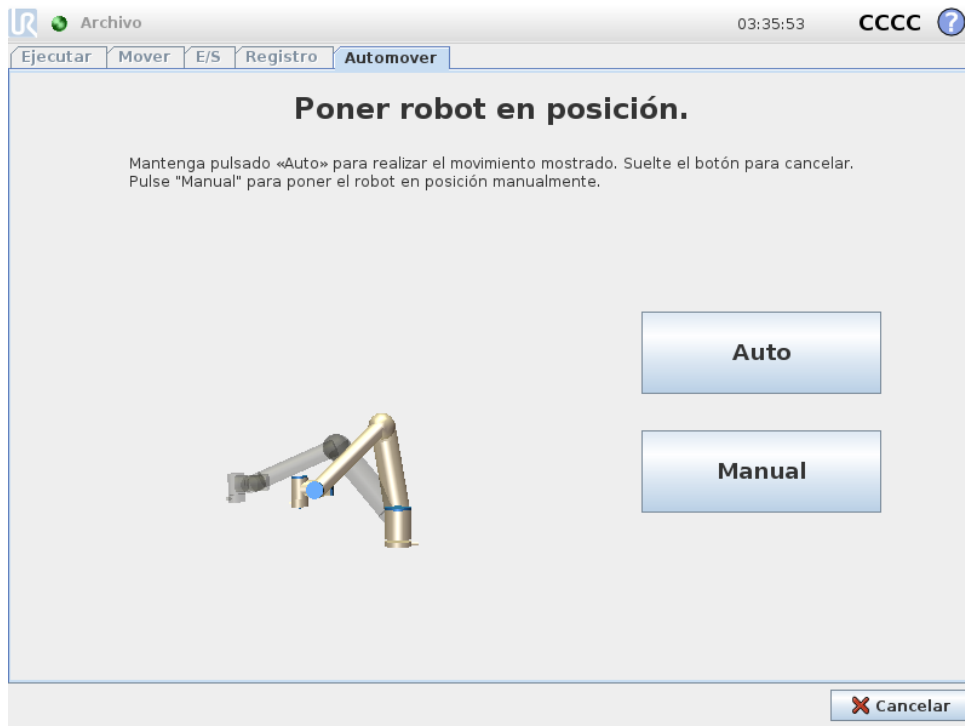 UR Archivo 03:35:53 CCCC ?
Ejecutar Mover E/S Registro Automover
Poner robot en posición.
Mantenga pulsado «Auto» para realizar el movimiento mostrado. Suelte el botón para cancelar.
Pulse "Manual" para poner el robot en posición manualmente.
Auto
Manual
Cancelar